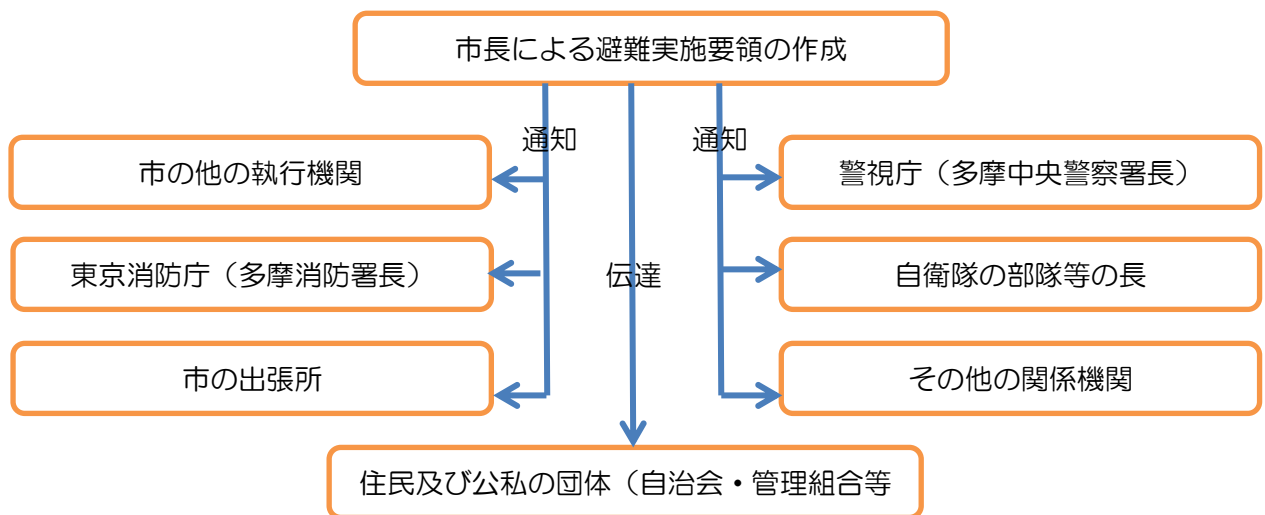 市長による避難実施要領の作成
通知
通知
市の他の執行機関
警視庁（多摩中央警察署長）
東京消防庁（多摩消防署長）
伝達
自衛隊の部隊等の長
市の出張所
その他の関係機関
住民及び公私の団体（自治会・管理組合等